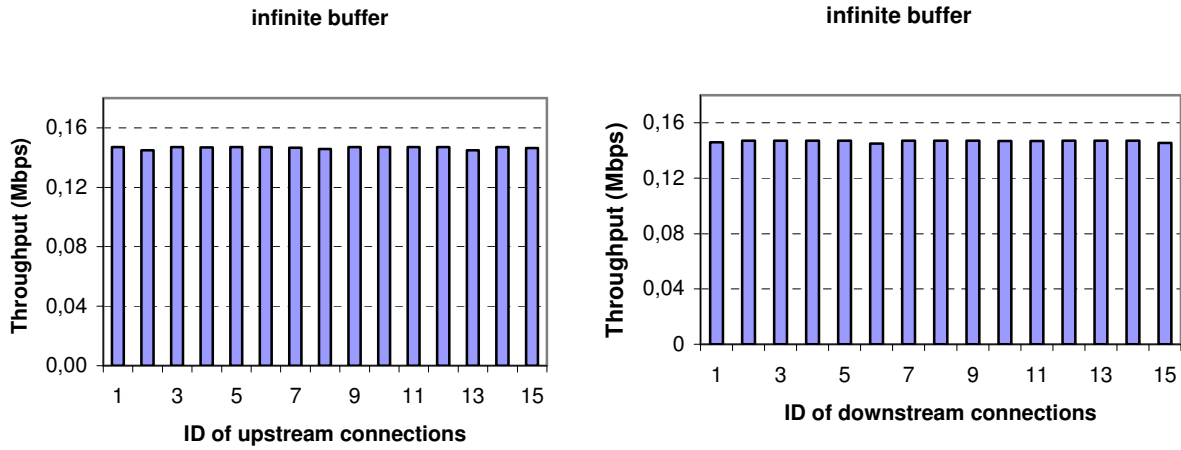 infinite buffer
Throughput (Mbps)
0,16
0,12
0,08
0,04
0,00
1 3 5 7 9 11 13 15
ID of upstream connections
infinite buffer
Throughput (Mbps)
0,16
0,12
0,08
0,04
0
1 3 5 7 9 11 13 15
ID of downstream connections